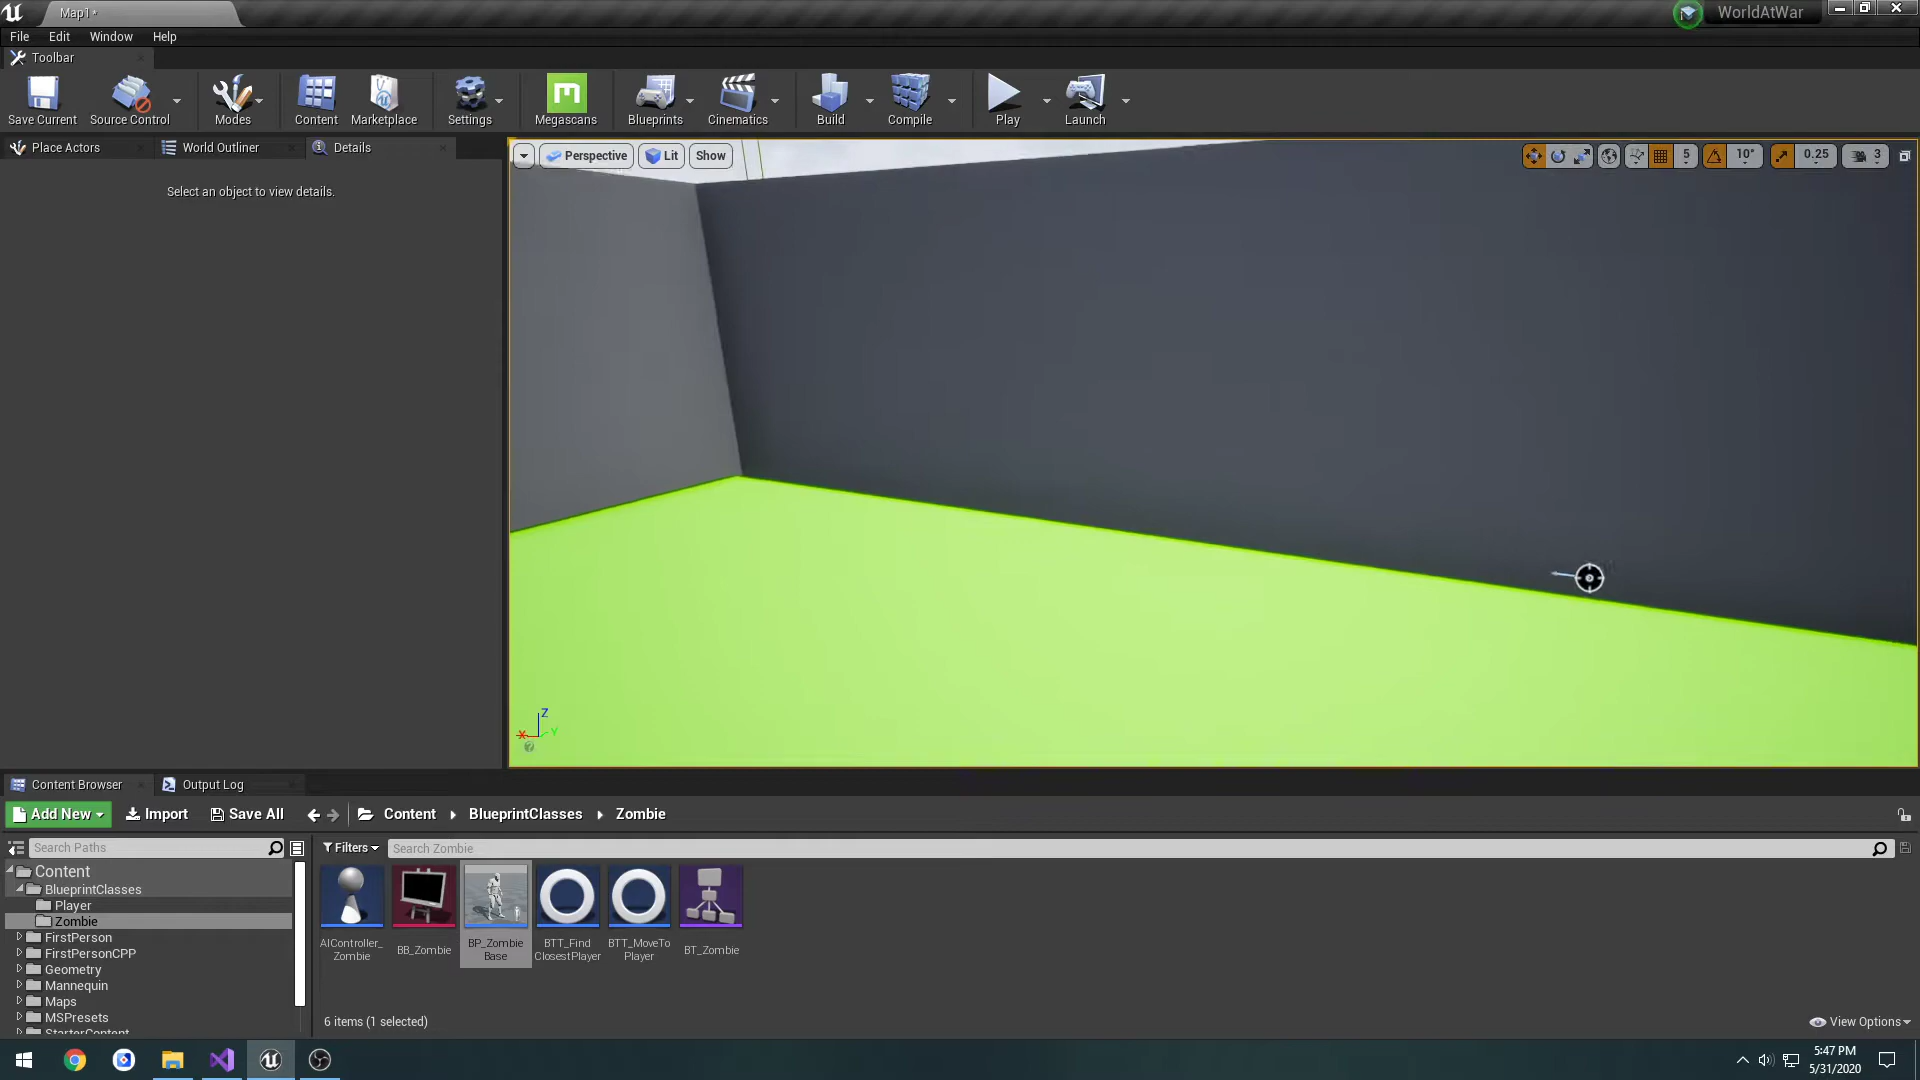 Map1*
WorldAtWar
File Edit Window Help
Toolbar
Save Current
Source Control
Modes
Content
Marketplace
Settings
Megascans
Blueprints
Cinematics
Build
Compile
Play
Launch
Place Actors
World Outliner
Details
Select an object to view details.
Perspective
Lit
Show
5
10°
0.25
3
Z
X
Y
Content Browser
Output Log
Add New
Import
Save All
Content
BlueprintClasses
Zombie
Search Paths
Filters
Search Zombie
Content
BlueprintClasses
Player
Zombie
FirstPerson
FirstPersonCPP
Geometry
Mannequin
Maps
MSPresets
StarterContent
AIController_
Zombie
BB_Zombie
BP_Zombie
Base
BTT_Find
ClosestPlayer
BTT_MoveTo
Player
BT_Zombie
6 items (1 selected)
View Options
5:47 PM
5/31/2020